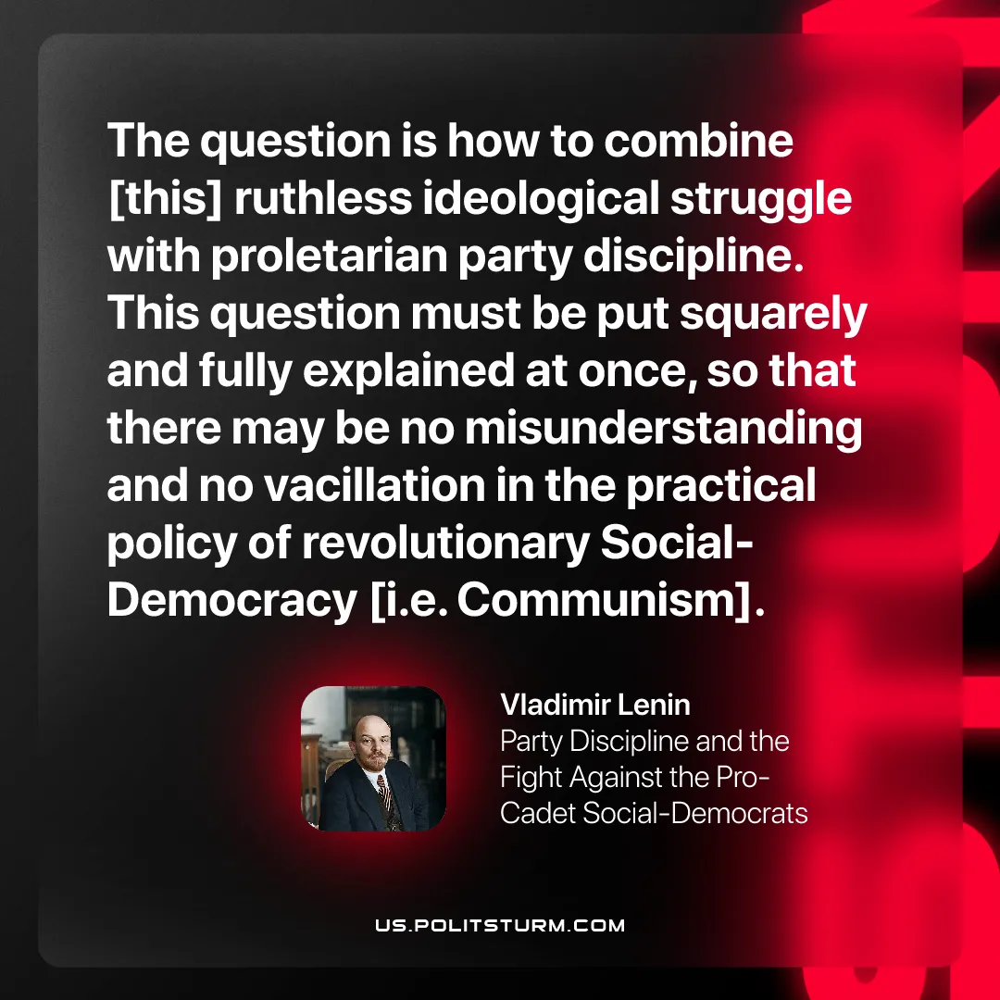 The question is how to combine
[this] ruthless ideological struggle
with proletarian party discipline.
This question must be put squarely
and fully explained at once, so that
there may be no misunderstanding
and no vacillation in the practical
policy of revolutionary Social-
Democracy [i.e. Communism].
Vladimir Lenin
Party Discipline and the
Fight Against the Pro-
Cadet Social-Democrats
US.POLITSTURM.COM